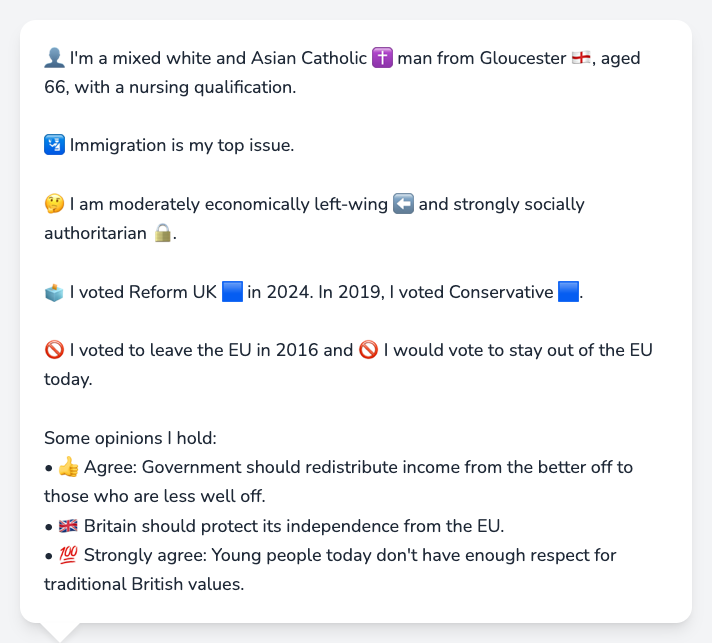 👤 I'm a mixed white and Asian Catholic ✝️ man from Gloucester 🏴󠁧󠁢󠁥󠁮󠁧󠁿, aged
66, with a nursing qualification.
🛂 Immigration is my top issue.
🤔 I am moderately economically left-wing ⬅️ and strongly socially
authoritarian 🔒.
🗳️ I voted Reform UK 🟦 in 2024. In 2019, I voted Conservative 🟦.
🚫 I voted to leave the EU in 2016 and 🚫 I would vote to stay out of the EU
today.
Some opinions I hold:
• 👍 Agree: Government should redistribute income from the better off to
those who are less well off.
• 🇬🇧 Britain should protect its independence from the EU.
• 💯 Strongly agree: Young people today don't have enough respect for
traditional British values.